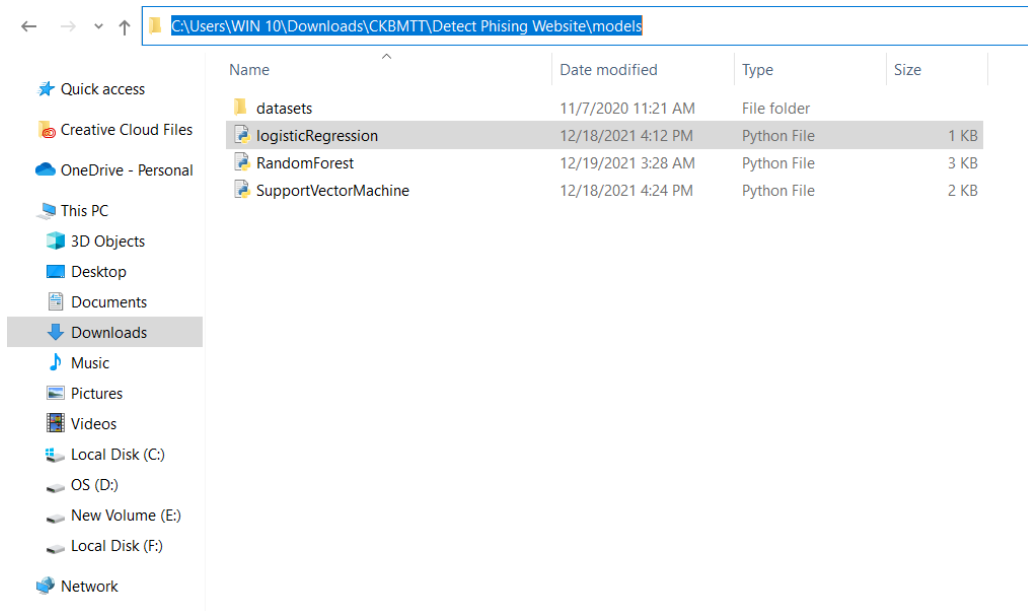 C:\Users\WIN 10\Downloads\CKBMTT\Detect Phising Website\models
Quick access
Creative Cloud Files
OneDrive - Personal
This PC
3D Objects
Desktop
Documents
Downloads
Music
Pictures
Videos
Local Disk (C:)
OS (D:)
New Volume (E:)
Local Disk (F:)
Network
Name Date modified Type Size
datasets 11/7/2020 11:21 AM File folder
logisticRegression 12/18/2021 4:12 PM Python File 1 KB
RandomForest 12/19/2021 3:28 AM Python File 3 KB
SupportVectorMachine 12/18/2021 4:24 PM Python File 2 KB